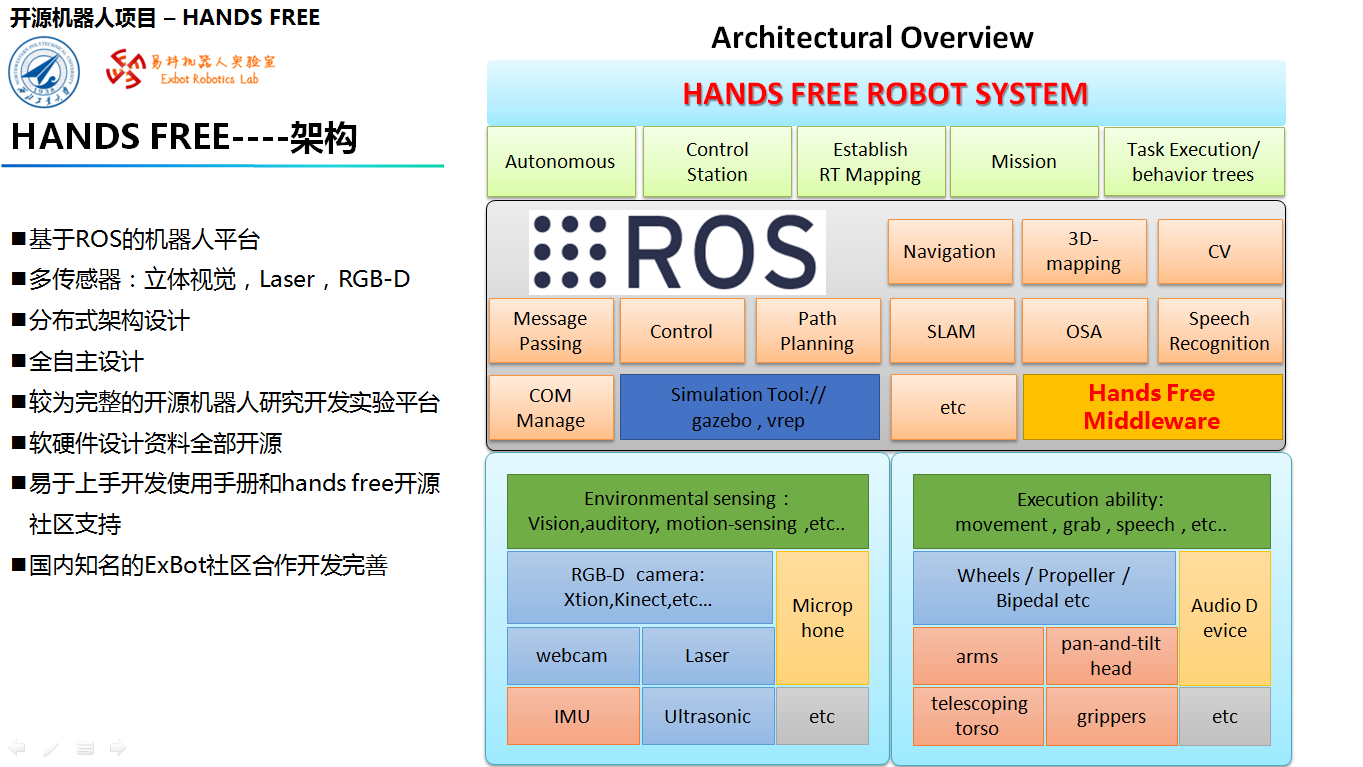 开源机器人项目 – HANDS FREE
易科机器人实验室
Exbot Robotics Lab
NORTHWESTERN POLYTECHNICAL UNIVERSITY
1938
西北工业大学
HANDS FREE----架构
■基于ROS的机器人平台
■多传感器：立体视觉，Laser，RGB-D
■分布式架构设计
■全自主设计
■较为完整的开源机器人研究开发实验平台
■软硬件设计资料全部开源
■易于上手开发使用手册和hands free开源
社区支持
■国内知名的ExBot社区合作开发完善
Architectural Overview
HANDS FREE ROBOT SYSTEM
Autonomous
Control
Station
Establish
RT Mapping
Mission
Task Execution/
behavior trees
ROS
Navigation
3D-
mapping
CV
Message
Passing
Control
Path
Planning
SLAM
OSA
Speech
Recognition
COM
Manage
Simulation Tool://
gazebo , vrep
etc
Hands Free
Middleware
Environmental sensing：
Vision,auditory, motion-sensing ,etc..
RGB-D camera:
Xtion,Kinect,etc...
Microp
hone
webcam
Laser
IMU
Ultrasonic
etc
Execution ability:
movement , grab , speech , etc..
Wheels / Propeller /
Bipedal etc
Audio D
evice
arms
pan-and-tilt
head
telescoping
torso
grippers
etc